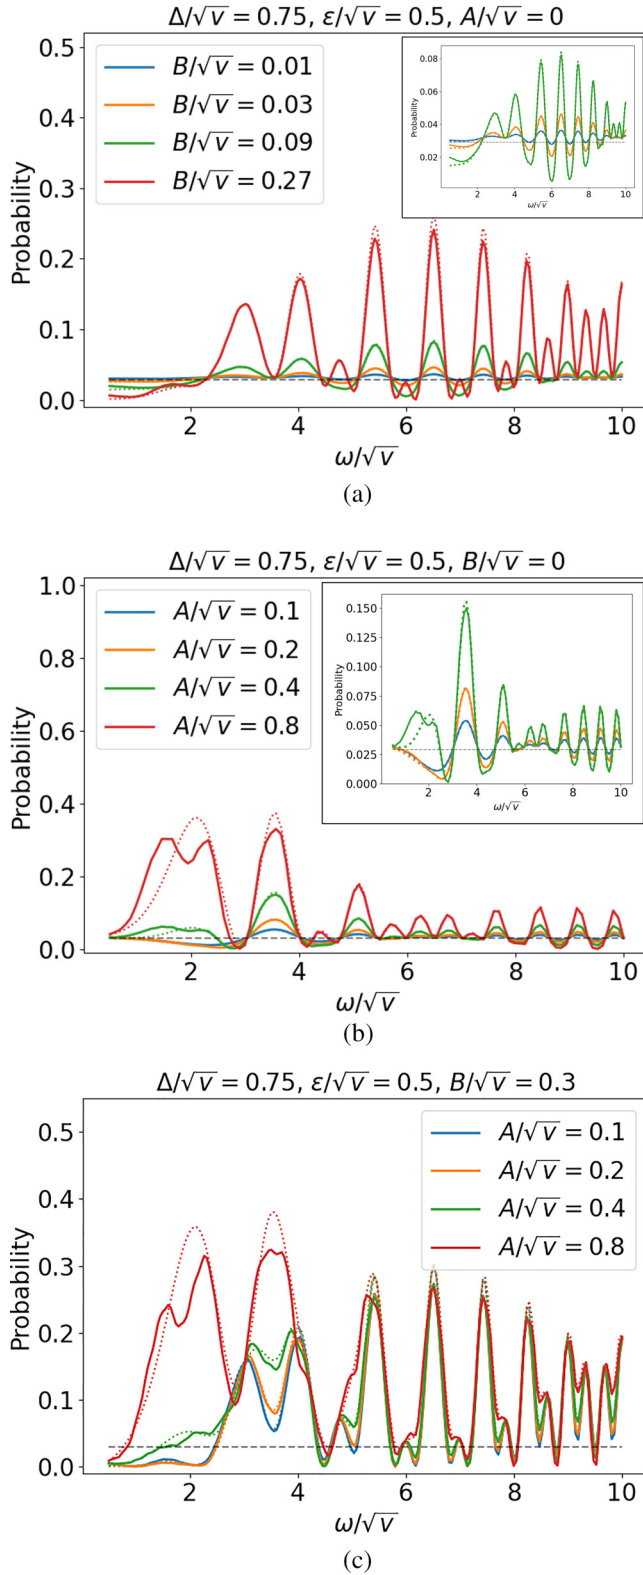 Δ/√v = 0.75, ε/√v = 0.5, A/√v = 0
0.5
0.4
0.3
0.2
0.1
0.0
Probability
B/√v = 0.01
B/√v = 0.03
B/√v = 0.09
B/√v = 0.27
0.08
0.06
0.04
0.02
Probability
2 4 6 8 10
ω/√v
2 4 6 8 10
ω/√v
(a)
Δ/√v = 0.75, ε/√v = 0.5, B/√v = 0
1.0
0.8
0.6
0.4
0.2
0.0
Probability
A/√v = 0.1
A/√v = 0.2
A/√v = 0.4
A/√v = 0.8
0.150
0.125
0.100
0.075
0.050
0.025
0.000
Probability
2 4 6 8 10
ω/√v
2 4 6 8 10
ω/√v
(b)
Δ/√v = 0.75, ε/√v = 0.5, B/√v = 0.3
0.5
0.4
0.3
0.2
0.1
0.0
Probability
A/√v = 0.1
A/√v = 0.2
A/√v = 0.4
A/√v = 0.8
2 4 6 8 10
ω/√v
(c)